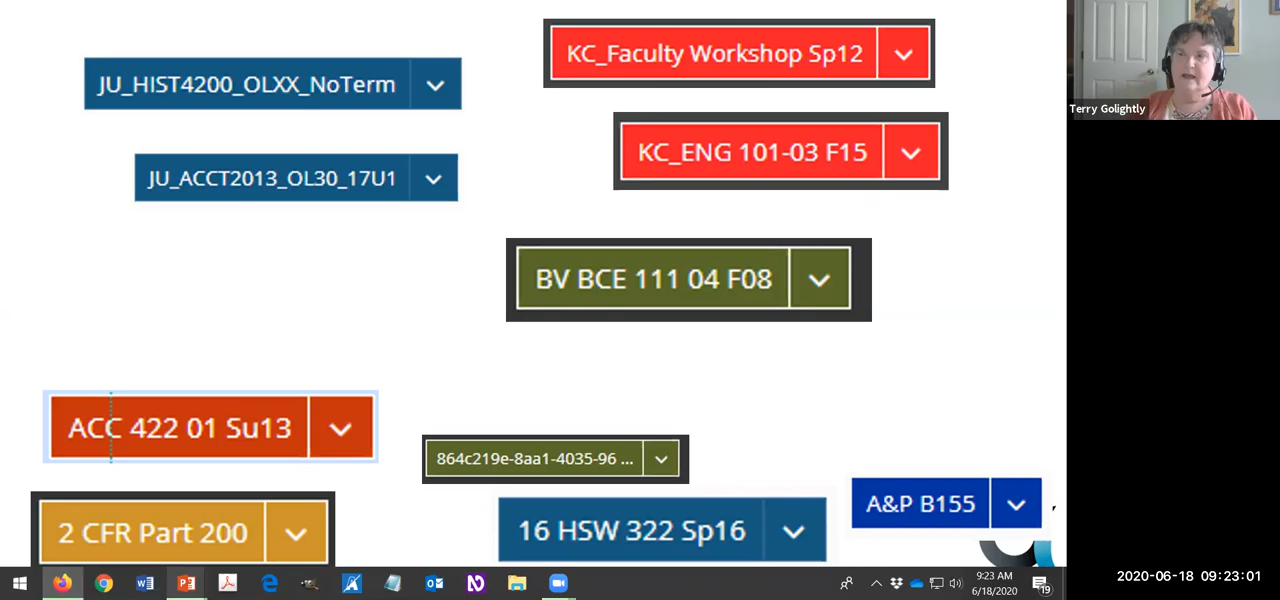 KC_Faculty Workshop Sp12
JU_HIST4200_OLXX_NoTerm
Terry Golightly
KC_ENG 101-03 F15
JU_ACCT2013_OL30_17U1
BV BCE 111 04 F08
ACC 422 01 Su13
864c219e-8aa1-4035-96 ...
A&P B155
2 CFR Part 200
16 HSW 322 Sp16
9:23 AM
6/18/2020
19
2020-06-18 09:23:01